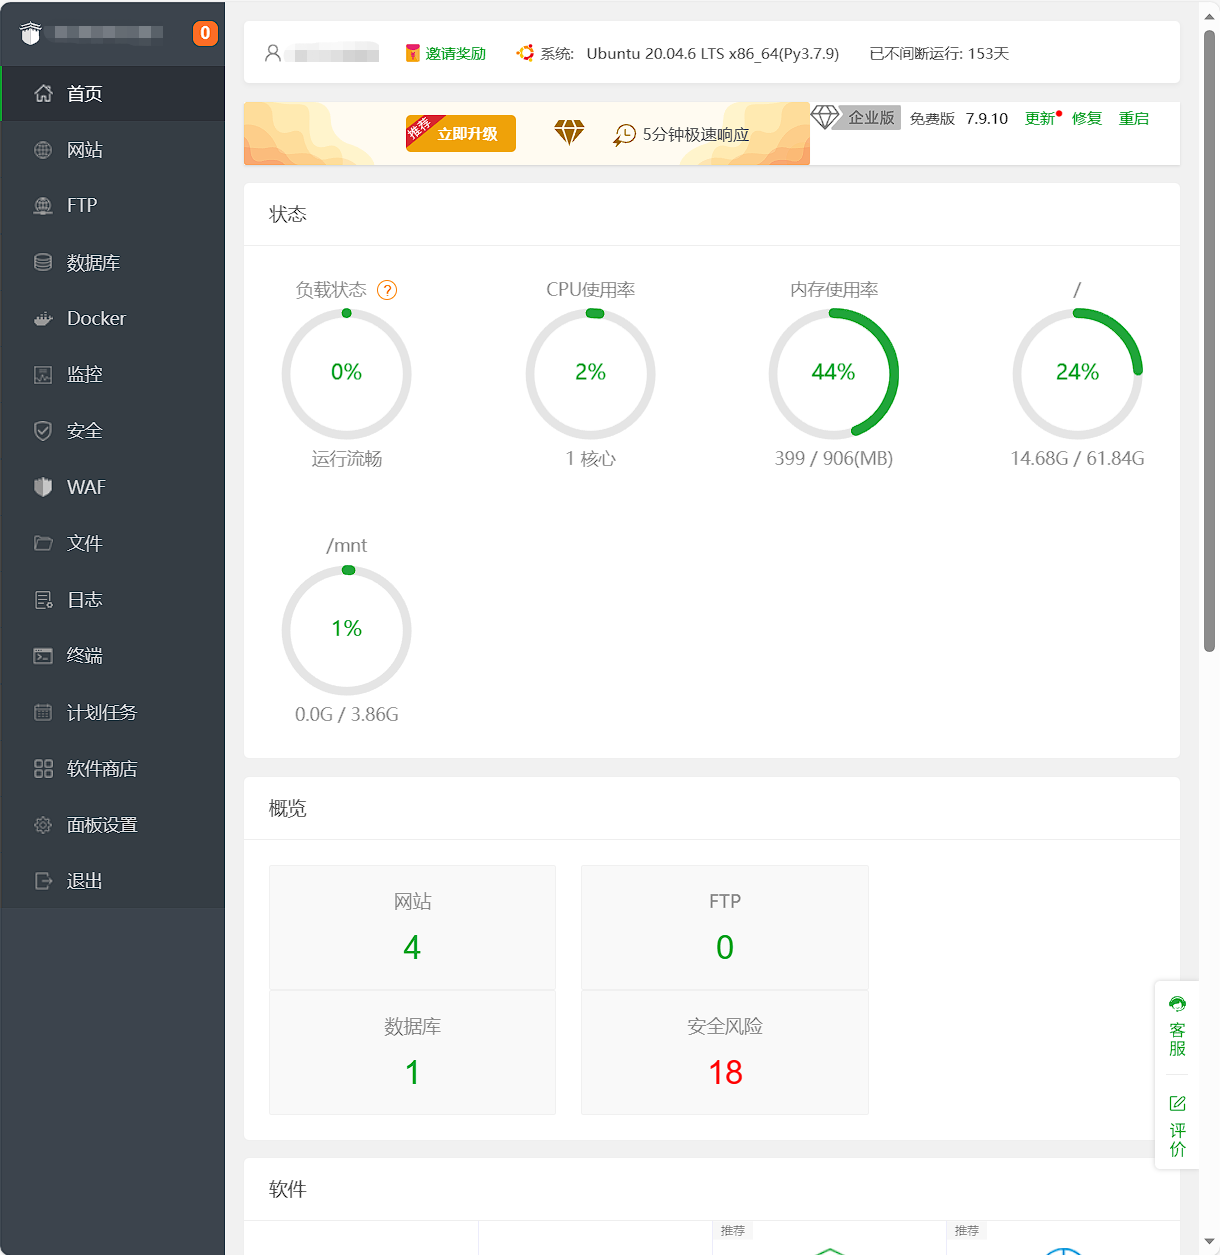 0
首页
网站
FTP
数据库
Docker
监控
安全
WAF
文件
日志
终端
计划任务
软件商店
面板设置
退出
邀请奖励 系统: Ubuntu 20.04.6 LTS x86_64(Py3.7.9) 已不间断运行: 153天
推荐 立即升级 5分钟极速响应 企业版 免费版 7.9.10 更新 修复 重启
状态
负载状态 ? CPU使用率 内存使用率 /
0% 2% 44% 24%
运行流畅 1 核心 399 / 906(MB) 14.68G / 61.84G
/mnt
1%
0.0G / 3.86G
概览
网站 FTP
4 0
数据库 安全风险
1 18
客服
评价
软件
推荐 推荐